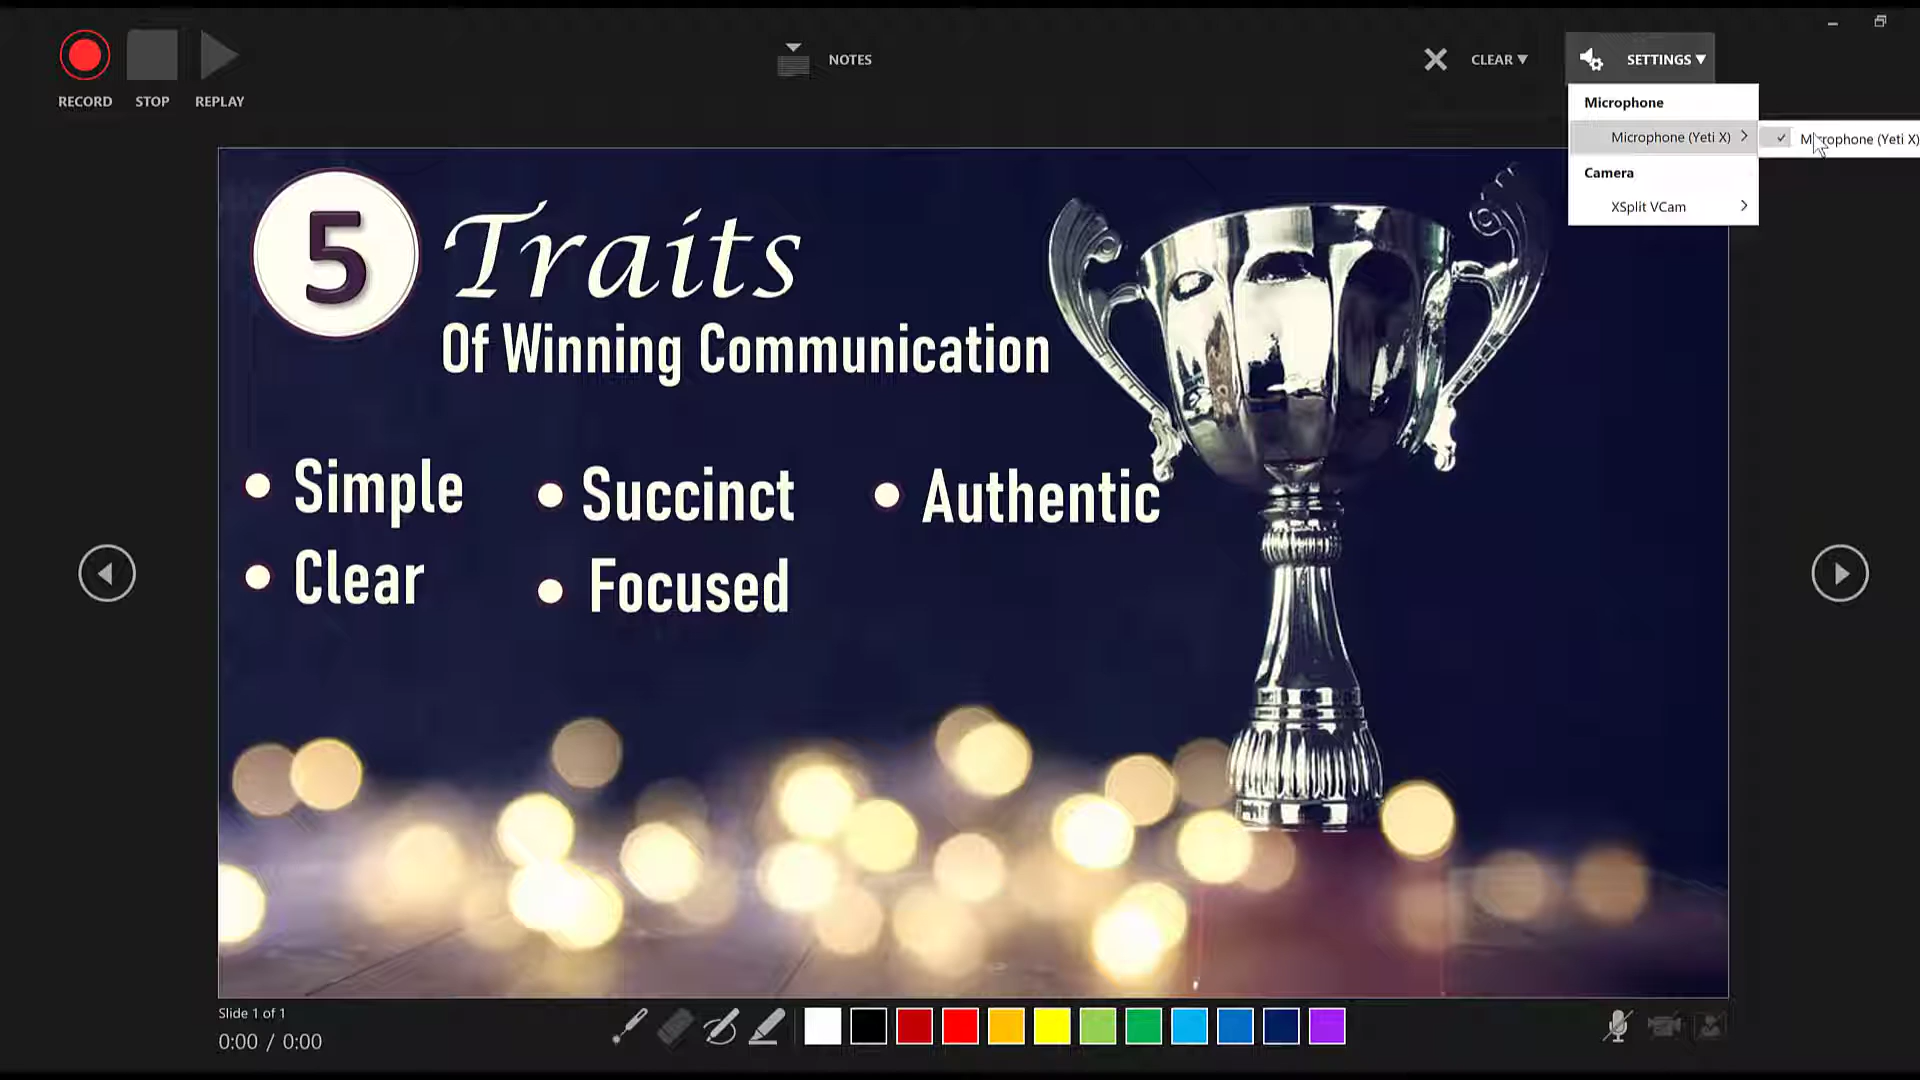 RECORD STOP REPLAY
NOTES
CLEAR SETTINGS
Microphone
Microphone (Yeti X) Microphone (Yeti X)
Camera
XSplit VCam
5 Traits
Of Winning Communication
Simple Succinct Authentic
Clear Focused
Slide 1 of 1
0:00 / 0:00